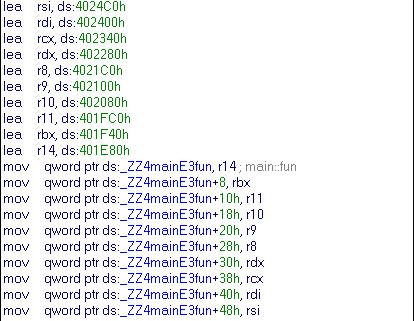 lea rsi, ds:4024C0h
lea rdi, ds:402400h
lea rcx, ds:402340h
lea rdx, ds:402280h
lea r8, ds:4021C0h
lea r9, ds:402100h
lea r10, ds:402080h
lea r11, ds:401FC0h
lea rbx, ds:401F40h
lea r14, ds:401E80h
mov qword ptr ds:_ZZ4mainE3fun, r14 ; main::fun
mov qword ptr ds:_ZZ4mainE3fun+8, rbx
mov qword ptr ds:_ZZ4mainE3fun+10h, r11
mov qword ptr ds:_ZZ4mainE3fun+18h, r10
mov qword ptr ds:_ZZ4mainE3fun+20h, r9
mov qword ptr ds:_ZZ4mainE3fun+28h, r8
mov qword ptr ds:_ZZ4mainE3fun+30h, rdx
mov qword ptr ds:_ZZ4mainE3fun+38h, rcx
mov qword ptr ds:_ZZ4mainE3fun+40h, rdi
mov qword ptr ds:_ZZ4mainE3fun+48h, rsi